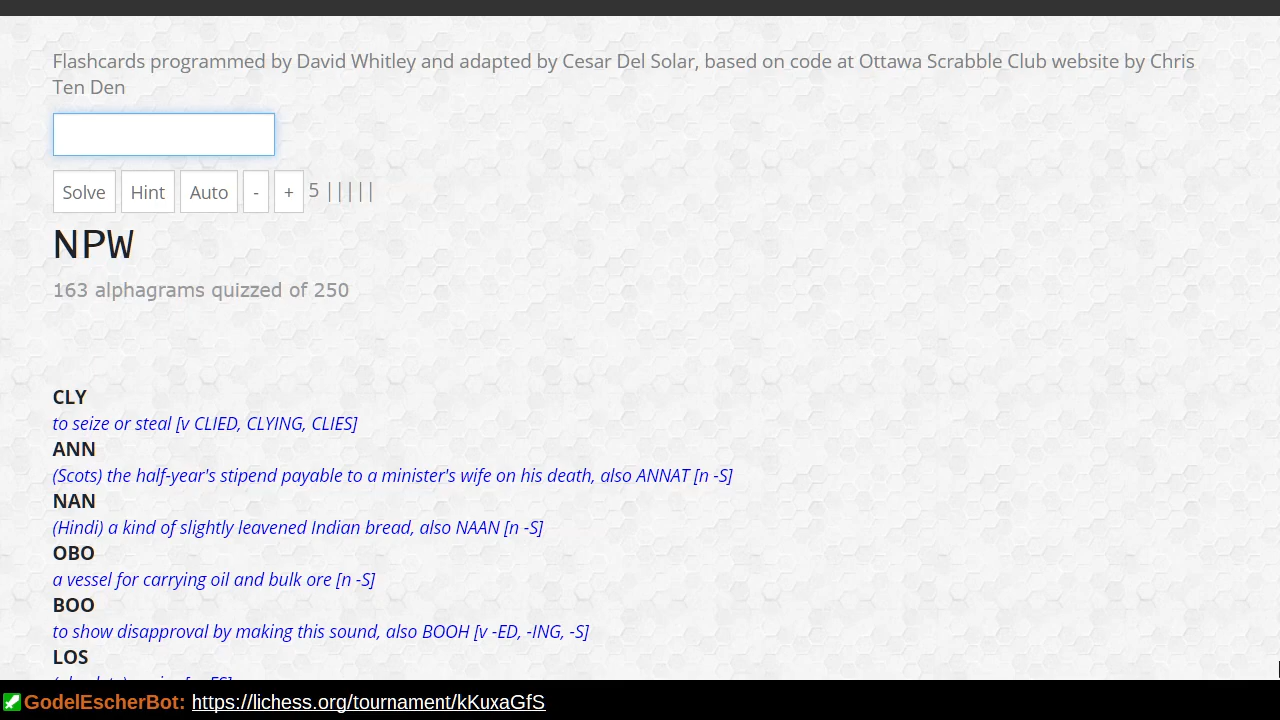 Flashcards programmed by David Whitley and adapted by Cesar Del Solar, based on code at Ottawa Scrabble Club website by Chris
Ten Den
Solve Hint Auto - + 5 |||||
NPW
163 alphagrams quizzed of 250
CLY
to seize or steal [v CLIED, CLYING, CLIES]
ANN
(Scots) the half-year's stipend payable to a minister's wife on his death, also ANNAT [n -S]
NAN
(Hindi) a kind of slightly leavened Indian bread, also NAAN [n -S]
OBO
a vessel for carrying oil and bulk ore [n -S]
BOO
to show disapproval by making this sound, also BOOH [v -ED, -ING, -S]
LOS
GodelEscherBot: https://lichess.org/tournament/kKuxaGfS